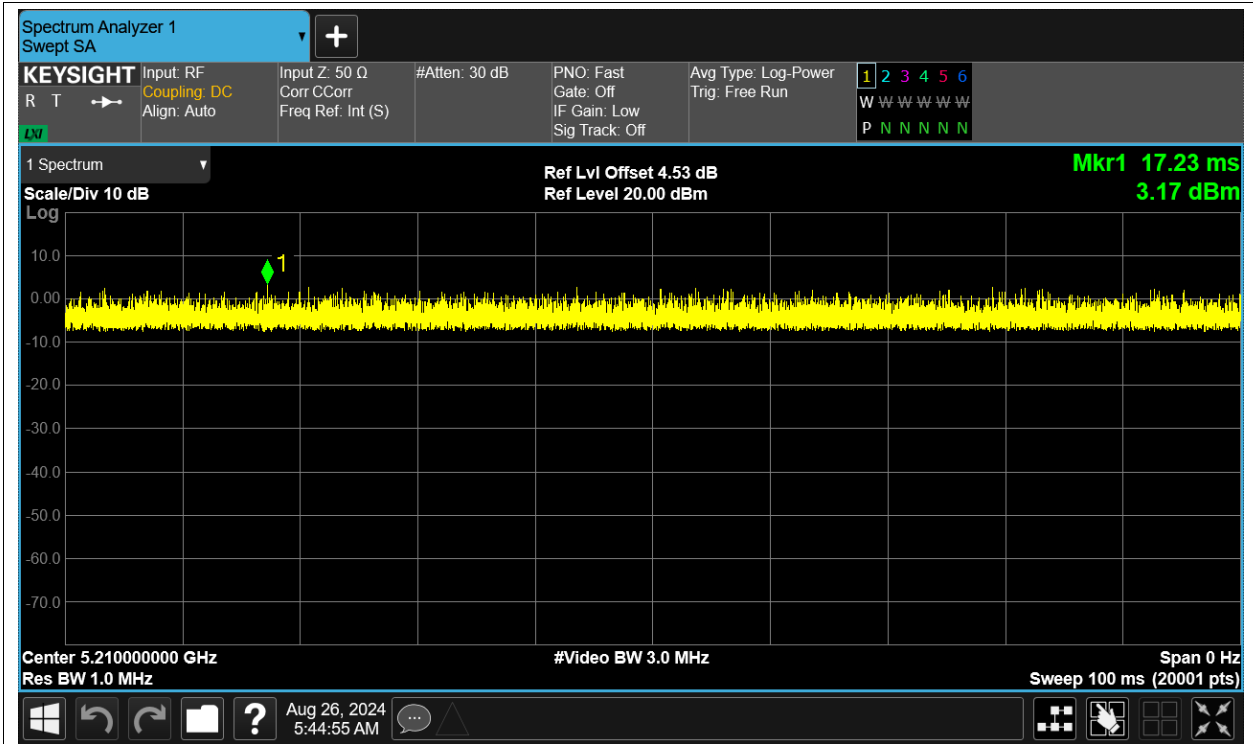 Spectrum Analyzer 1
Swept SA
KEYSIGHT
R T
LXI
Input: RF
Coupling: DC
Align: Auto
Input Z: 50 Ω
Corr CCorr
Freq Ref: Int (S)
#Atten: 30 dB
PNO: Fast
Gate: Off
IF Gain: Low
Sig Track: Off
Avg Type: Log-Power
Trig: Free Run
1 2 3 4 5 6
W W W W W W
P N N N N N
1 Spectrum
Scale/Div 10 dB
Log
Ref Lvl Offset 4.53 dB
Ref Level 20.00 dBm
Mkr1 17.23 ms
3.17 dBm
1
10.0
0.00
-10.0
-20.0
-30.0
-40.0
-50.0
-60.0
-70.0
Center 5.210000000 GHz
Res BW 1.0 MHz
#Video BW 3.0 MHz
Span 0 Hz
Sweep 100 ms (20001 pts)
?
Aug 26, 2024
5:44:55 AM